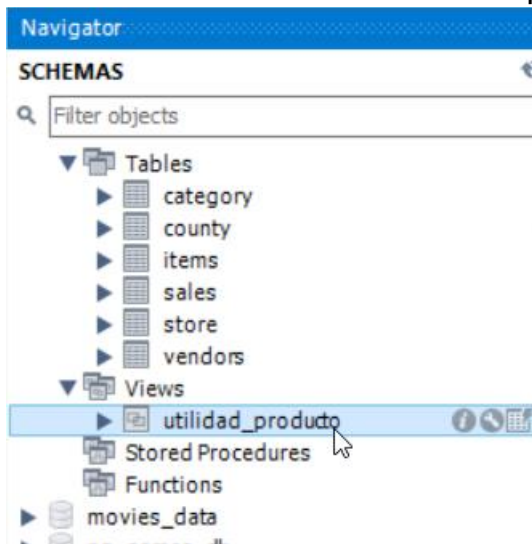 Navigator
SCHEMAS
Filter objects
Tables
category
county
items
sales
store
vendors
Views
utilidad_producto
Stored Procedures
Functions
movies_data